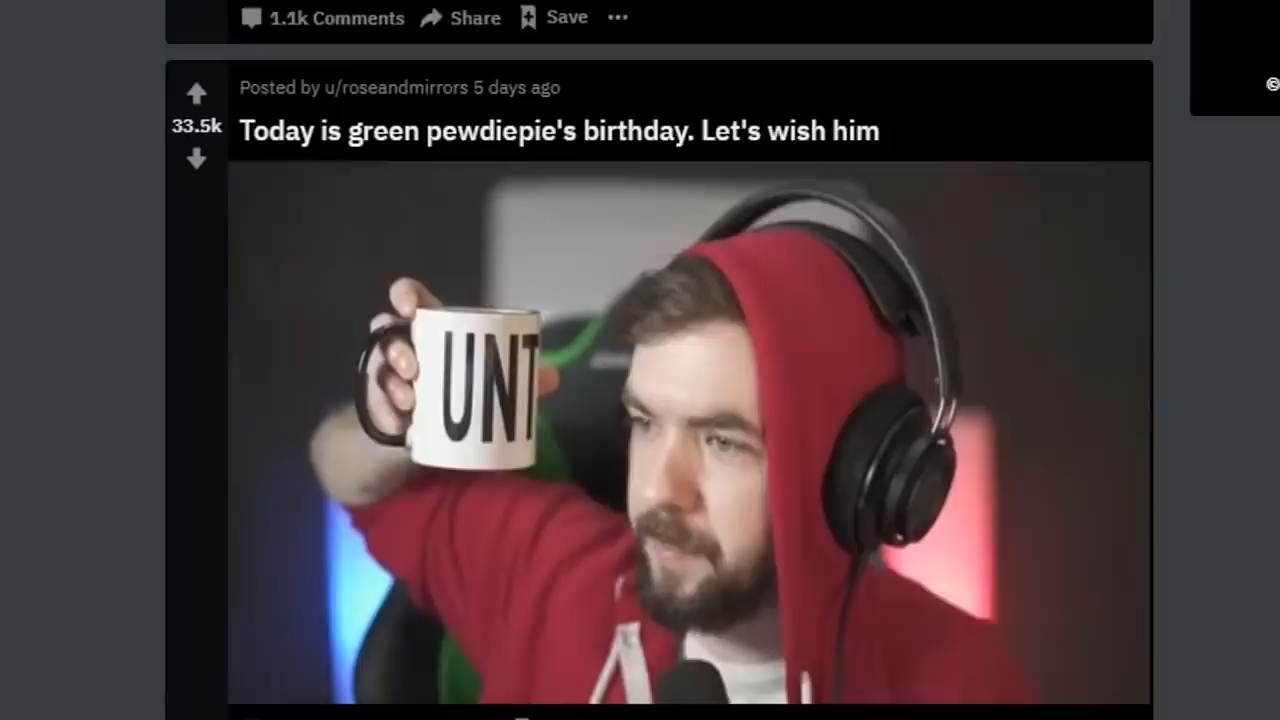 1.1k Comments Share Save
Posted by u/roseandmirrors 5 days ago
33.5k
Today is green pewdiepie's birthday. Let's wish him
UNT
©